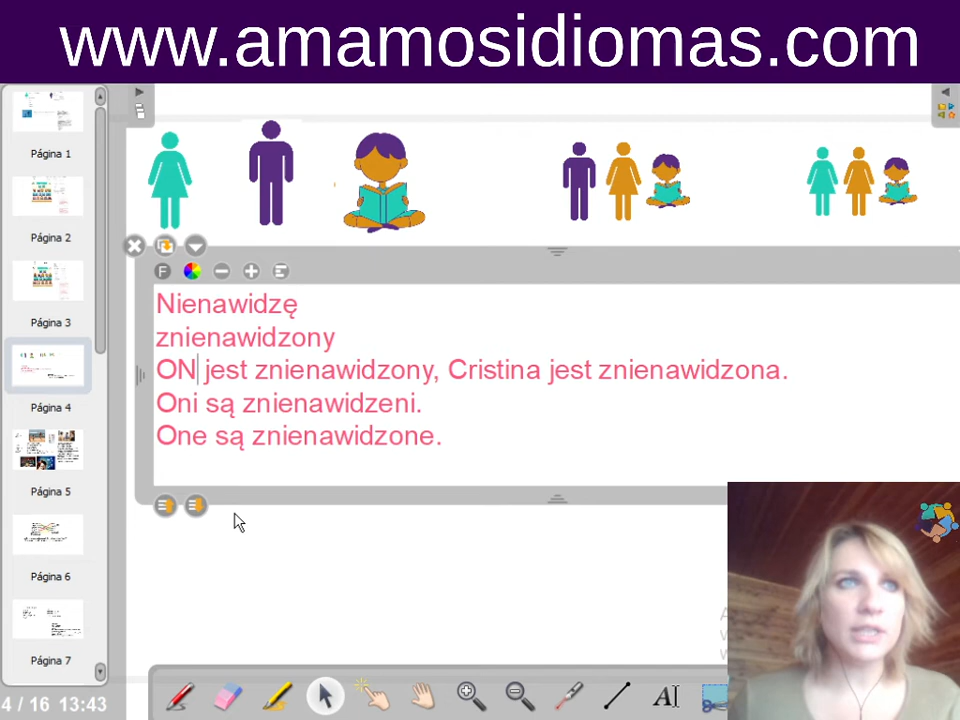 www.amamosidiomas.com
Página 1
Página 2
Página 3
Página 4
Página 5
Página 6
Página 7
4 / 16 13:43
F
Nienawidzę
znienawidzony
ON jest znienawidzony, Cristina jest znienawidzona.
Oni są znienawidzeni.
One są znienawidzone.
AI